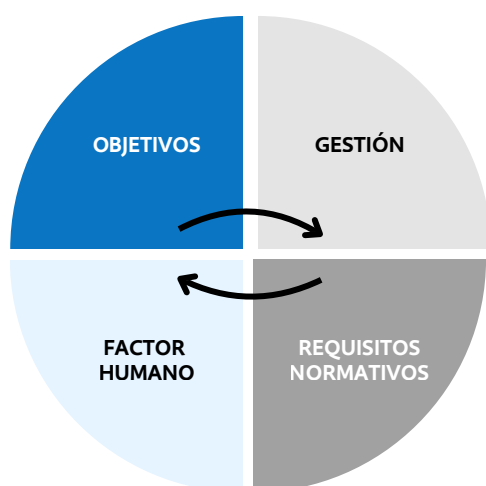 OBJETIVOS
GESTIÓN
FACTOR
HUMANO
REQUISITOS
NORMATIVOS